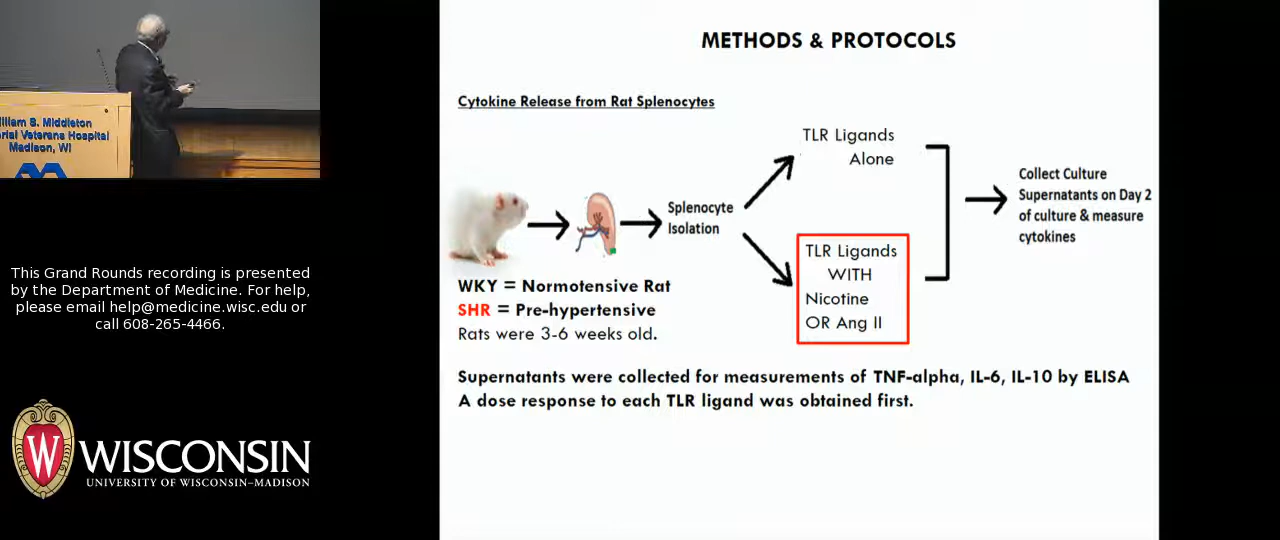 METHODS & PROTOCOLS
Cytokine Release from Rat Splenocytes
TLR Ligands
Alone
Splenocyte
Isolation
TLR Ligands
WITH
Nicotine
OR Ang II
Collect Culture
Supernatants on Day 2
of culture & measure
cytokines
WKY = Normotensive Rat
SHR = Pre-hypertensive
Rats were 3-6 weeks old.
Supernatants were collected for measurements of TNF-alpha, IL-6, IL-10 by ELISA
A dose response to each TLR ligand was obtained first.
lliam S. Middleton
rial Veterans Hospital
Madison, WI
This Grand Rounds recording is presented
by the Department of Medicine. For help,
please email help@medicine.wisc.edu or
call 608-265-4466.
W
WISCONSIN
UNIVERSITY OF WISCONSIN–MADISON